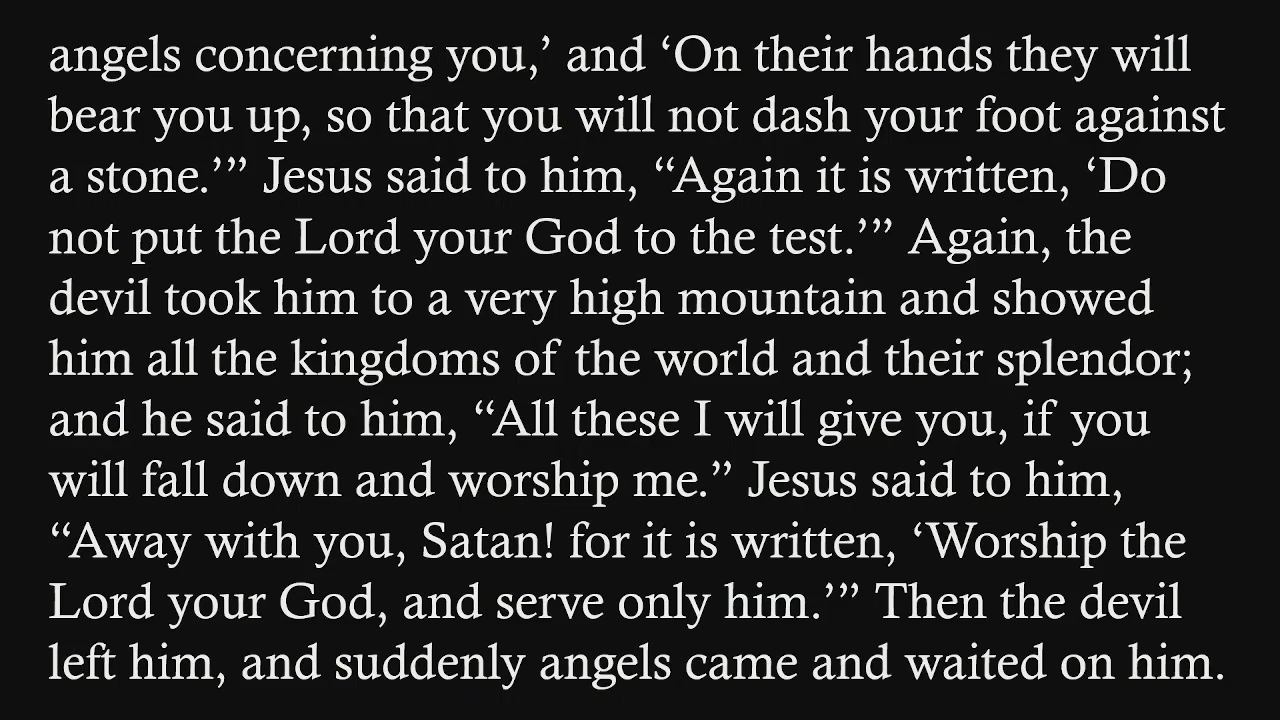 angels concerning you,’ and ‘On their hands they will
bear you up, so that you will not dash your foot against
a stone.’” Jesus said to him, “Again it is written, ‘Do
not put the Lord your God to the test.’” Again, the
devil took him to a very high mountain and showed
him all the kingdoms of the world and their splendor;
and he said to him, “All these I will give you, if you
will fall down and worship me.” Jesus said to him,
“Away with you, Satan! for it is written, ‘Worship the
Lord your God, and serve only him.’” Then the devil
left him, and suddenly angels came and waited on him.